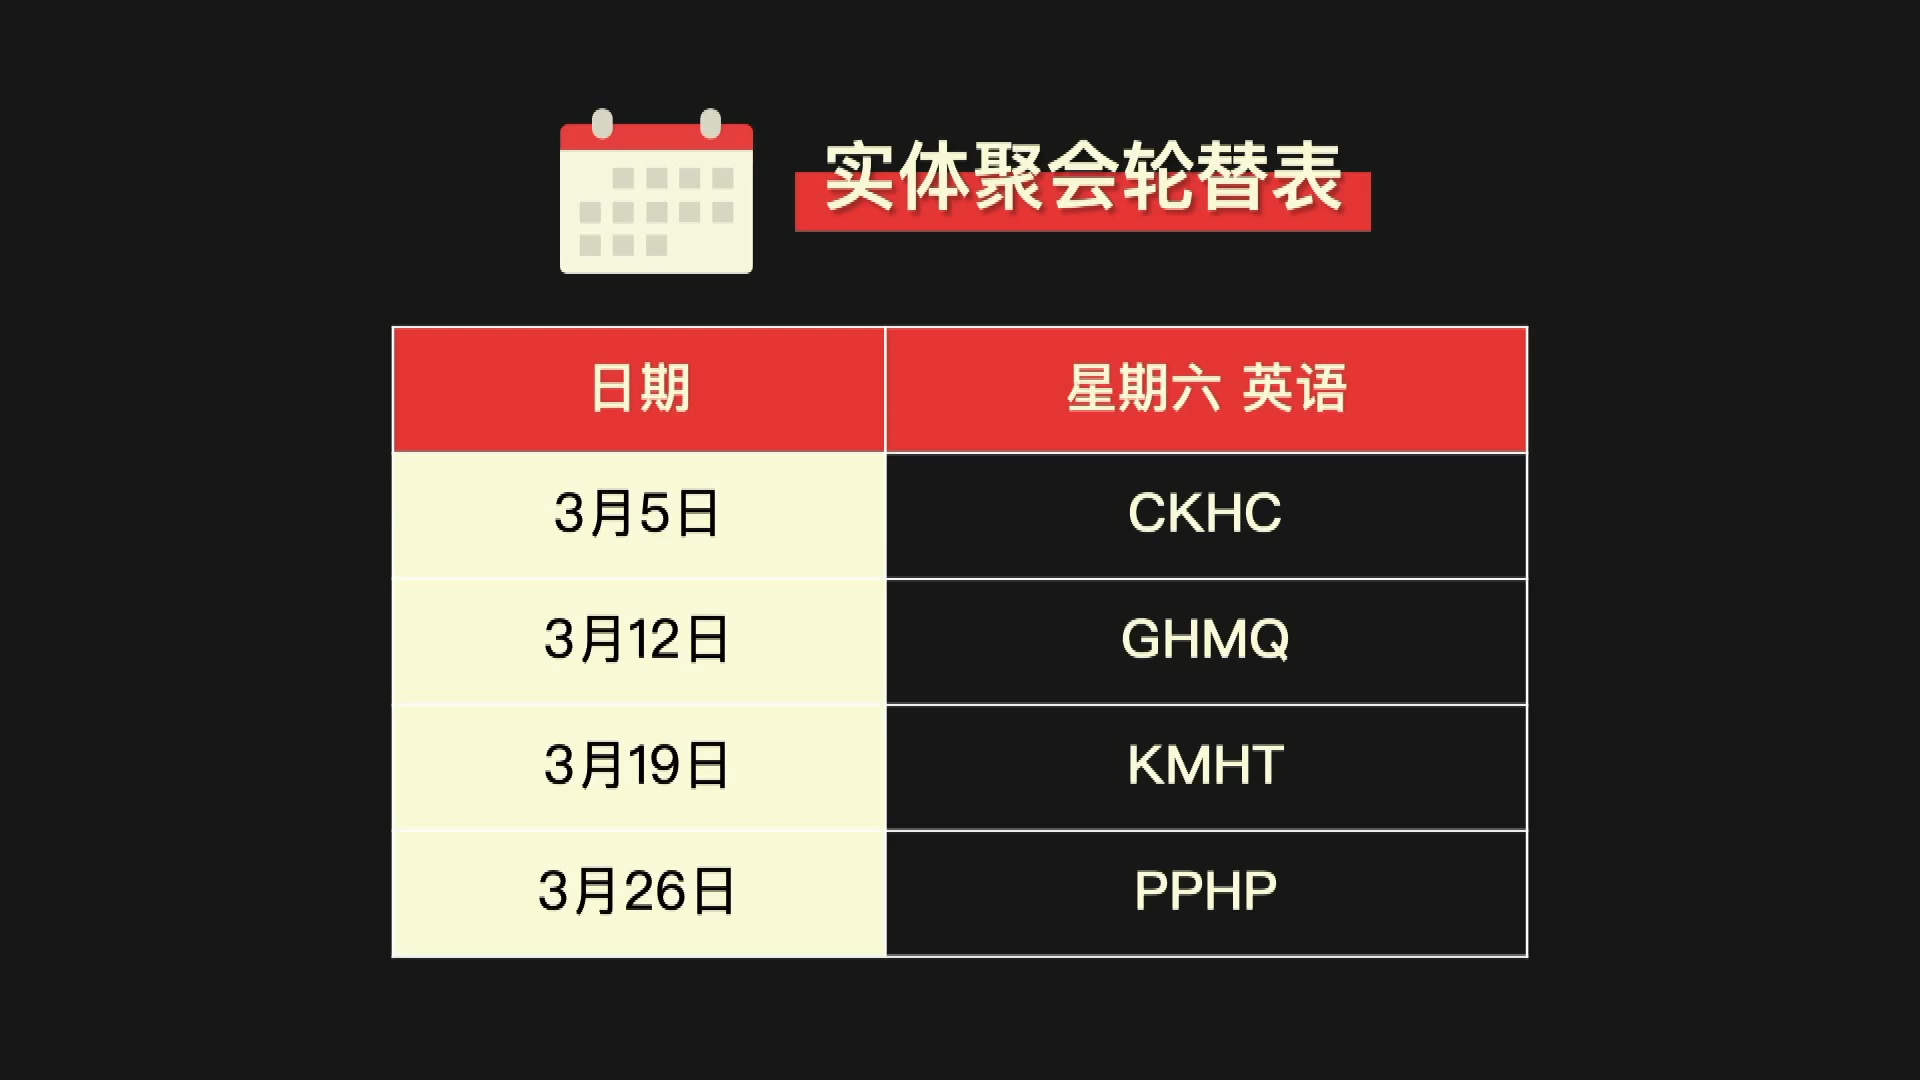 实体聚会轮替表
日期 星期六 英语
3月5日 CKHC
3月12日 GHMQ
3月19日 KMHT
3月26日 PPHP